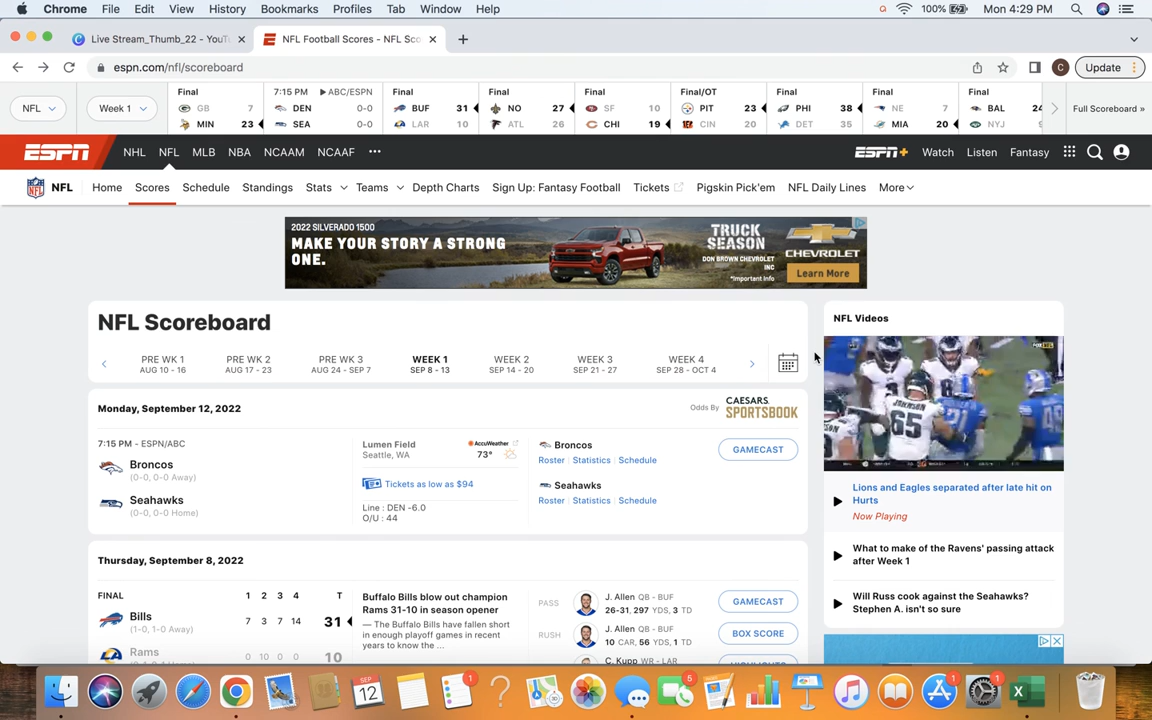 Chrome File Edit View History Bookmarks Profiles Tab Window Help 100% Mon 4:29 PM
Live Stream_Thumb_22 - YouTu NFL Football Scores - NFL Sco
espn.com/nfl/scoreboard C Update
Final 7:15 PM ABC/ESPN Final Final Final Final/OT Final Final Final
NFL Week 1 GB 7 DEN 0-0 BUF 31 NO 27 SF 10 PIT 23 PHI 38 NE 7 BAL 24 Full Scoreboard »
MIN 23 SEA 0-0 LAR 10 ATL 26 CHI 19 CIN 20 DET 35 MIA 20 NYJ
ESPN NHL NFL MLB NBA NCAAM NCAAF ••• ESPN+ Watch Listen Fantasy
NFL Home Scores Schedule Standings Stats Teams Depth Charts Sign Up: Fantasy Football Tickets Pigskin Pick'em NFL Daily Lines More
2022 SILVERADO 1500
MAKE YOUR STORY A STRONG
ONE.
TRUCK
SEASON
DON BROWN CHEVROLET
INC
*Important Info
CHEVROLET
Learn More
NFL Scoreboard
PRE WK 1 PRE WK 2 PRE WK 3 WEEK 1 WEEK 2 WEEK 3 WEEK 4
AUG 10 - 16 AUG 17 - 23 AUG 24 - SEP 7 SEP 8 - 13 SEP 14 - 20 SEP 21 - 27 SEP 28 - OCT 4
Monday, September 12, 2022 Odds By CAESARS
SPORTSBOOK
7:15 PM - ESPN/ABC
Broncos
(0-0, 0-0 Away)
Seahawks
(0-0, 0-0 Home)
Lumen Field
Seattle, WA
AccuWeather
73°
Tickets as low as $94
Line : DEN -6.0
O/U : 44
Broncos
Roster Statistics Schedule
Seahawks
Roster Statistics Schedule
GAMECAST
Thursday, September 8, 2022
FINAL 1 2 3 4 T
Bills 7 3 7 14 31
(1-0, 1-0 Away)
Rams 0 10 0 0 10
Buffalo Bills blow out champion
Rams 31-10 in season opener
— The Buffalo Bills have fallen short
in enough playoff games in recent
years to know the ...
PASS J. Allen QB - BUF
26-31, 297 YDS, 3 TD
RUSH J. Allen QB - BUF
10 CAR, 56 YDS, 1 TD
C. Kupp WR - LAR
GAMECAST
BOX SCORE
HIGHLIGHTS
NFL Videos
FOX NFL
JOHNSON
65
Lions and Eagles separated after late hit on
Hurts
Now Playing
What to make of the Ravens' passing attack
after Week 1
Will Russ cook against the Seahawks?
Stephen A. isn't so sure
SEP
12
1
5
1
1